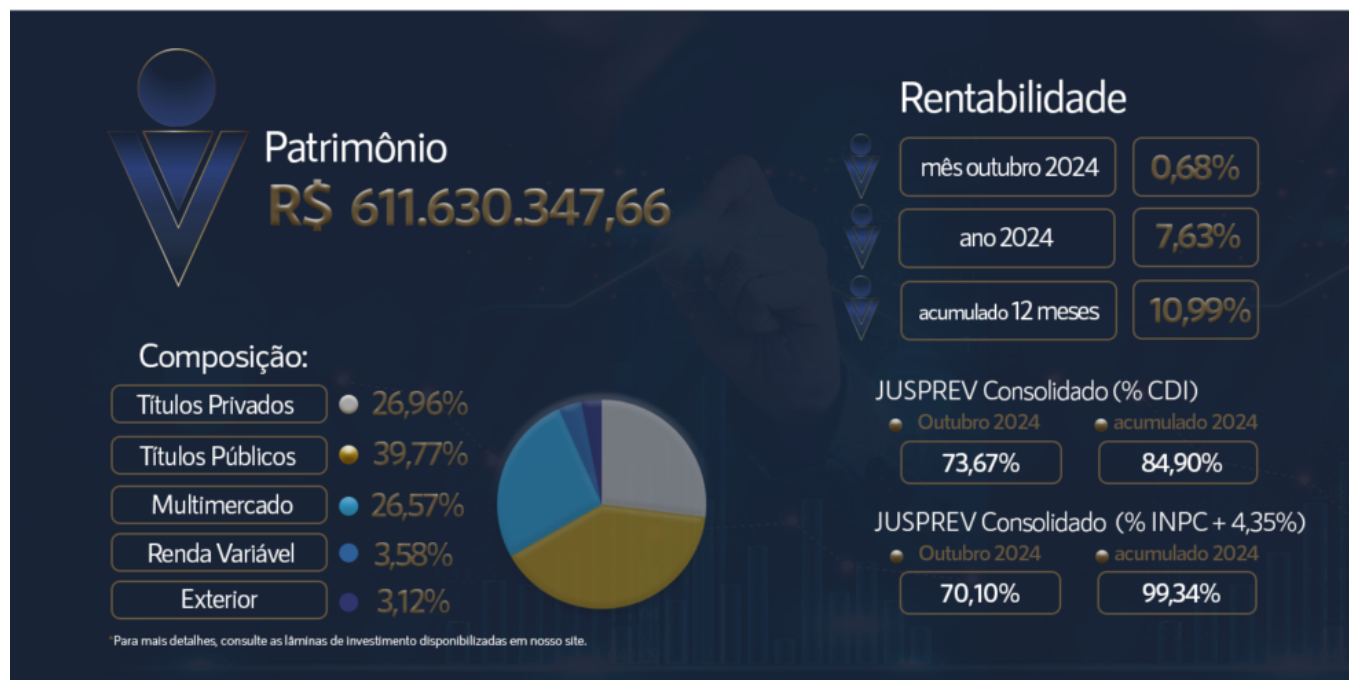 Patrimônio
R$ 611.630.347,66
Composição:
Títulos Privados 26,96%
Títulos Públicos 39,77%
Multimercado 26,57%
Renda Variável 3,58%
Exterior 3,12%
*Para mais detalhes, consulte as lâminas de investimento disponibilizadas em nosso site.
Rentabilidade
mês outubro 2024 0,68%
ano 2024 7,63%
acumulado 12 meses 10,99%
JUSPREV Consolidado (% CDI)
Outubro 2024 acumulado 2024
73,67% 84,90%
JUSPREV Consolidado (% INPC + 4,35%)
Outubro 2024 acumulado 2024
70,10% 99,34%